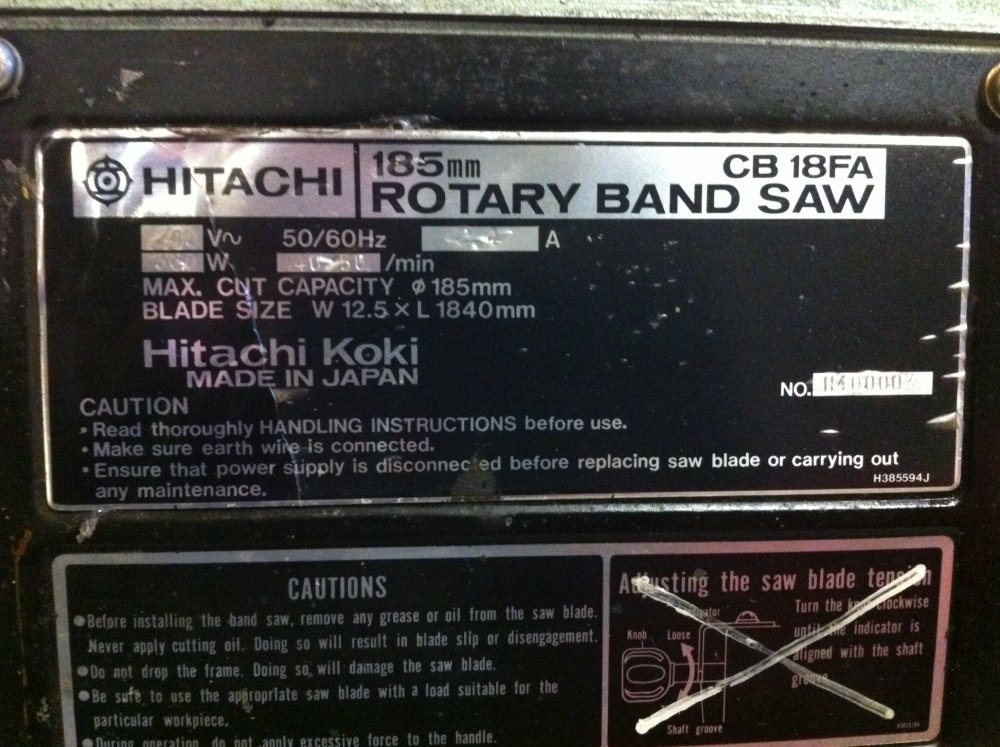 HITACHI
185mm
CB 18FA
ROTARY BAND SAW
V~ 50/60Hz A
W /min
MAX. CUT CAPACITY ϕ185mm
BLADE SIZE W 12.5 × L 1840mm
Hitachi Koki
MADE IN JAPAN
NO.
CAUTION
• Read thoroughly HANDLING INSTRUCTIONS before use.
• Make sure earth wire is connected.
• Ensure that power supply is disconnected before replacing saw blade or carrying out
any maintenance.
H385594J
CAUTIONS
●Before installing the band saw, remove any grease or oil from the saw blade.
Never apply cutting oil. Doing so will result in blade slip or disengagement.
●Do not drop the frame. Doing so, will damage the saw blade.
●Be sure to use the appropriate saw blade with a load suitable for the
particular workpiece.
●During operation, do not apply excessive force to the handle.
Adjusting the saw blade tension
Indicator
Knob Loose
Shaft groove
Turn the knob clockwise
until the indicator is
aligned with the shaft
groove